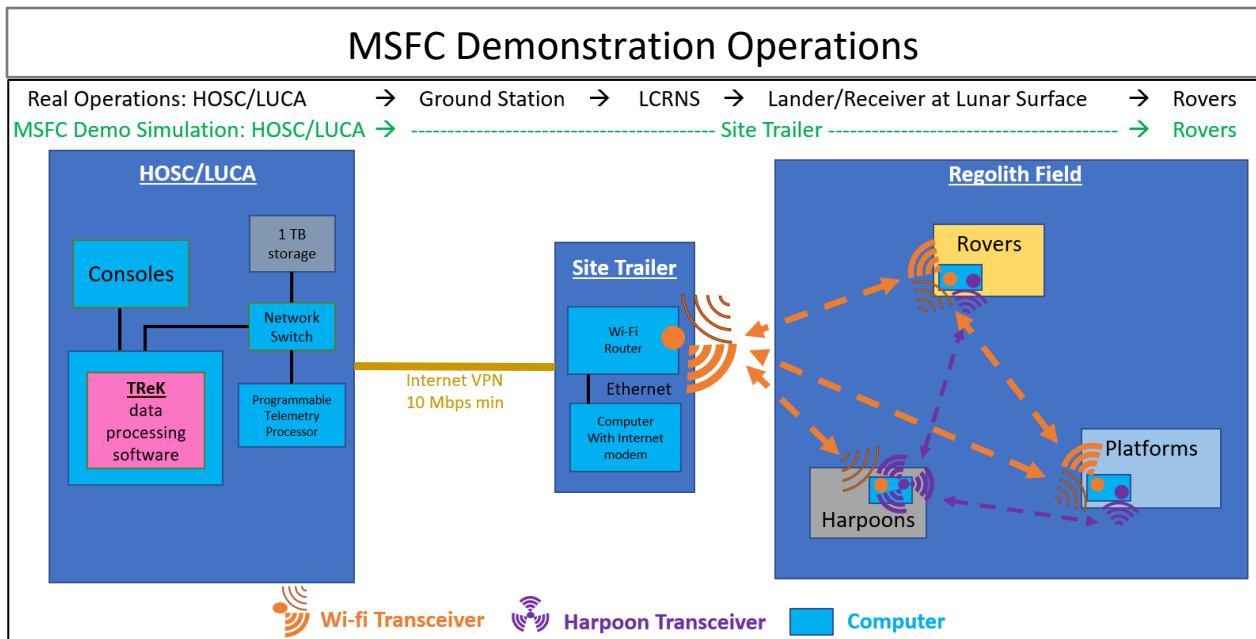 MSFC Demonstration Operations
Real Operations: HOSC/LUCA → Ground Station → LCRNS → Lander/Receiver at Lunar Surface → Rovers
MSFC Demo Simulation: HOSC/LUCA → ---------------------------------- Site Trailer ----------------------------------→ Rovers
HOSC/LUCA
Consoles
1 TB
storage
Network
Switch
TReK
data
processing
software
Programmable
Telemetry
Processor
Internet VPN
10 Mbps min
Site Trailer
Wi-Fi
Router
Ethernet
Computer
With Internet
modem
Regolith Field
Rovers
Platforms
Harpoons
Wi-fi Transceiver
Harpoon Transceiver
Computer